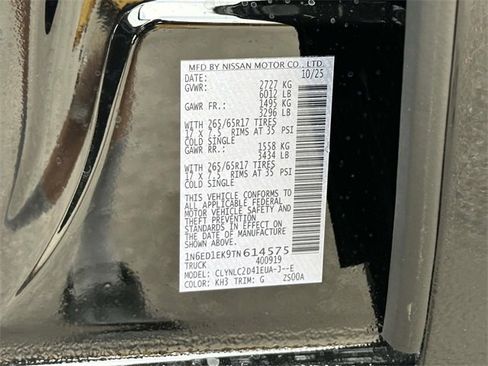 MFD BY NISSAN MOTOR CO., LTD.
DATE: 10/25
GVWR: 2727 KG
6012 LB
GAWR FR: 1495 KG
3296 LB
WITH 265/65R17 TIRES
17 X 7.5 RIMS AT 35 PSI
COLD SINGLE
GAWR RR: 1558 KG
3434 LB
WITH 265/65R17 TIRES
17 X 7.5 RIMS AT 35 PSI
COLD SINGLE
THIS VEHICLE CONFORMS TO
ALL APPLICABLE FEDERAL
MOTOR VEHICLE SAFETY AND
THEFT PREVENTION
STANDARDS IN EFFECT ON
THE DATE OF MANUFACTURE
SHOWN ABOVE.
1N6ED1EK9TN614575
TRUCK 400919
MODEL: CLYNLC2D41EUA-J--E
COLOR: KH3 TRIM: G ZS00A